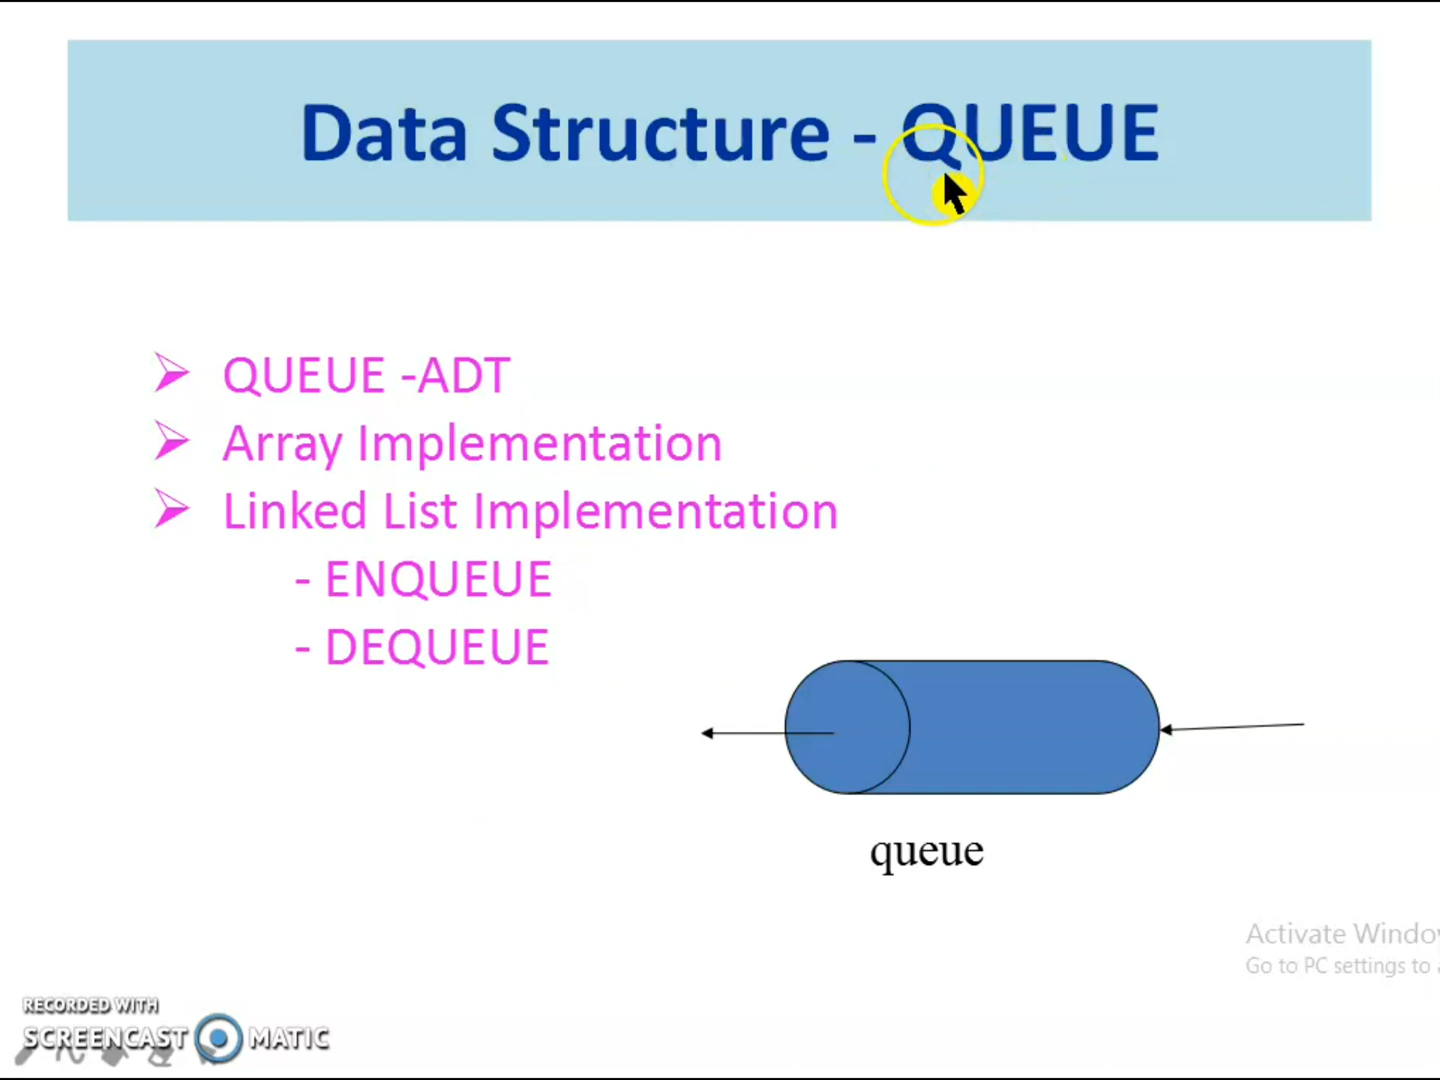 Data Structure - QUEUE
QUEUE -ADT
Array Implementation
Linked List Implementation
- ENQUEUE
- DEQUEUE
queue
Activate Windo
Go to PC settings to
RECORDED WITH
SCREENCAST MATIC